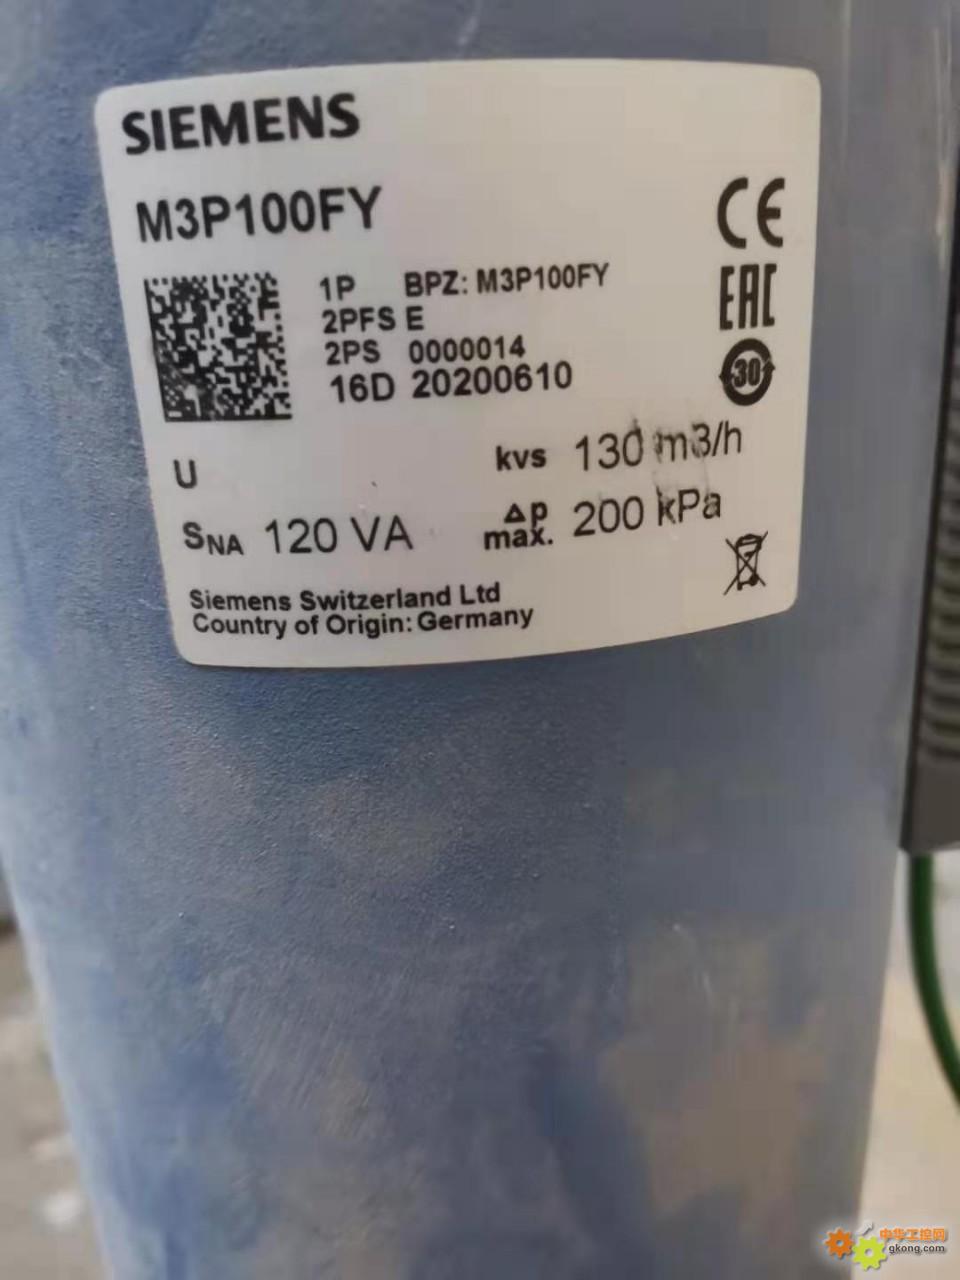 SIEMENS
M3P100FY
CE
1P BPZ: M3P100FY
EAC
2PFS E
2PS 0000014
30
16D 20200610
U
kvs 130 m3/h
SNA 120 VA
Δp max. 200 kPa
Siemens Switzerland Ltd
Country of Origin: Germany
中华工控网
gkong.com